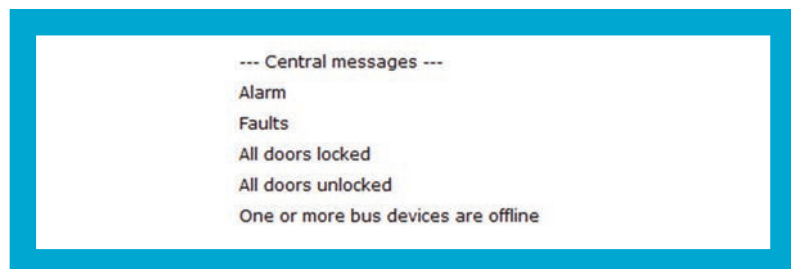 --- Central messages ---
Alarm
Faults
All doors locked
All doors unlocked
One or more bus devices are offline